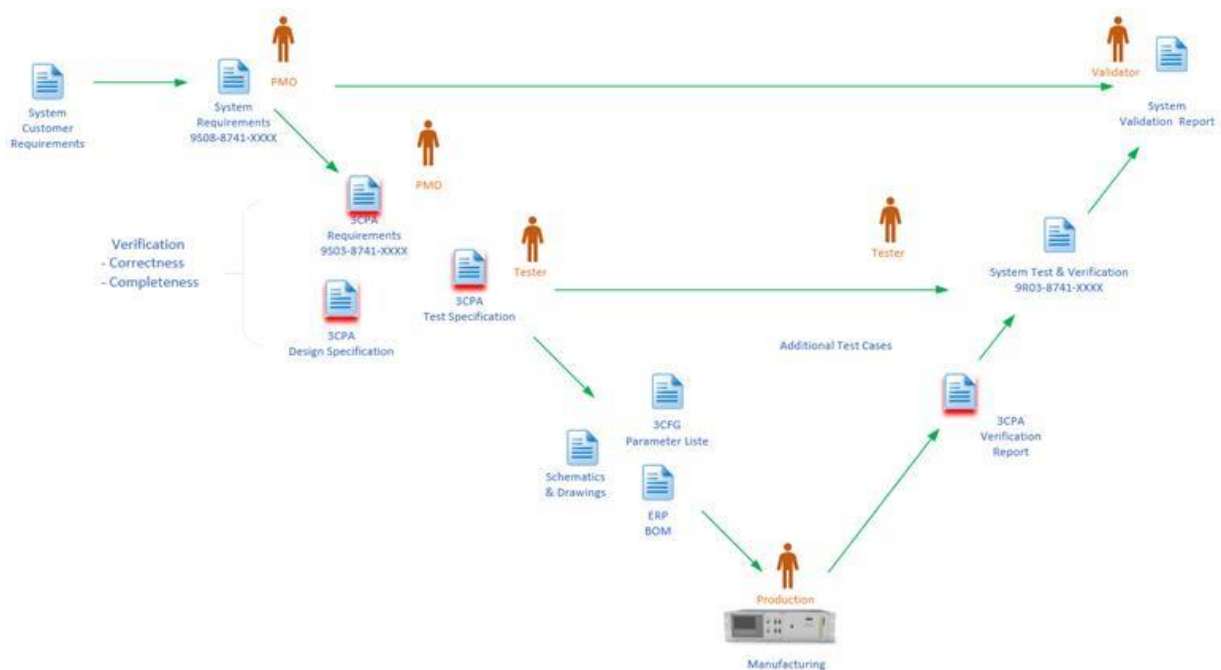 PMO
Validator
System
Customer
Requirements
System
Requirements
9S08-8741-XXXX
System
Validation Report
PMO
3CPA
Requirements
9S03-8741-XXXX
Verification
- Correctness
- Completeness
Tester
Tester
3CPA
Test Specification
System Test & Verification
9R03-8741-XXXX
3CPA
Design Specification
Additional Test Cases
3CFG
Parameter Liste
3CPA
Verification
Report
Schematics
& Drawings
ERP
BOM
Production
Manufacturing